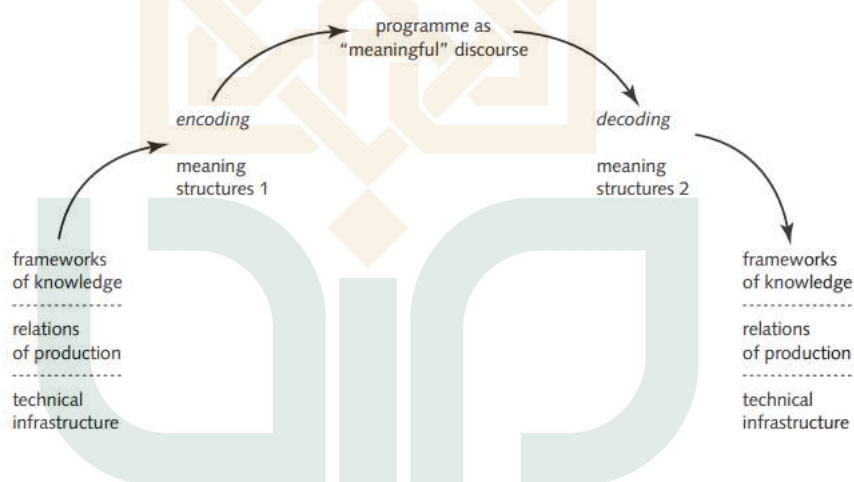 programme as
“meaningful” discourse
encoding
decoding
meaning
structures 1
meaning
structures 2
frameworks
of knowledge
relations
of production
technical
infrastructure
frameworks
of knowledge
relations
of production
technical
infrastructure